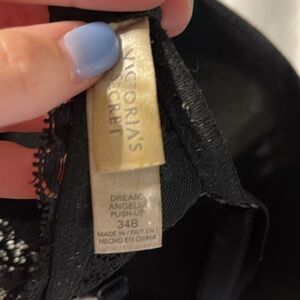 VICTORIA'S
SECRET
DREAM
ANGELS
PUSH-UP
34B
MADE IN / FAIT EN /
HECHO EN CHINA